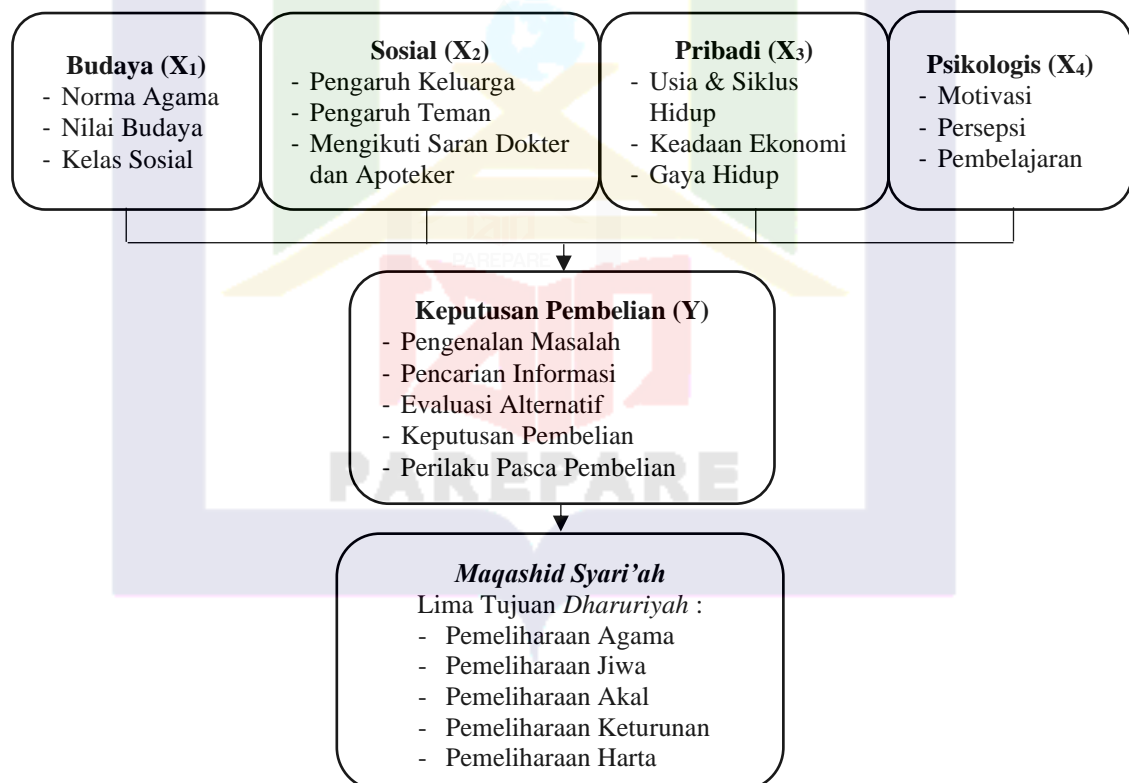 Budaya (X₁)
- Norma Agama
- Nilai Budaya
- Kelas Sosial
Sosial (X₂)
- Pengaruh Keluarga
- Pengaruh Teman
- Mengikuti Saran Dokter
dan Apoteker
Pribadi (X₃)
- Usia & Siklus
Hidup
- Keadaan Ekonomi
- Gaya Hidup
Psikologis (X₄)
- Motivasi
- Persepsi
- Pembelajaran
PAREPARE
Keputusan Pembelian (Y)
- Pengenalan Masalah
- Pencarian Informasi
- Evaluasi Alternatif
- Keputusan Pembelian
- Perilaku Pasca Pembelian
PAREPARE
Maqashid Syari’ah
Lima Tujuan Dharuriyah :
- Pemeliharaan Agama
- Pemeliharaan Jiwa
- Pemeliharaan Akal
- Pemeliharaan Keturunan
- Pemeliharaan Harta